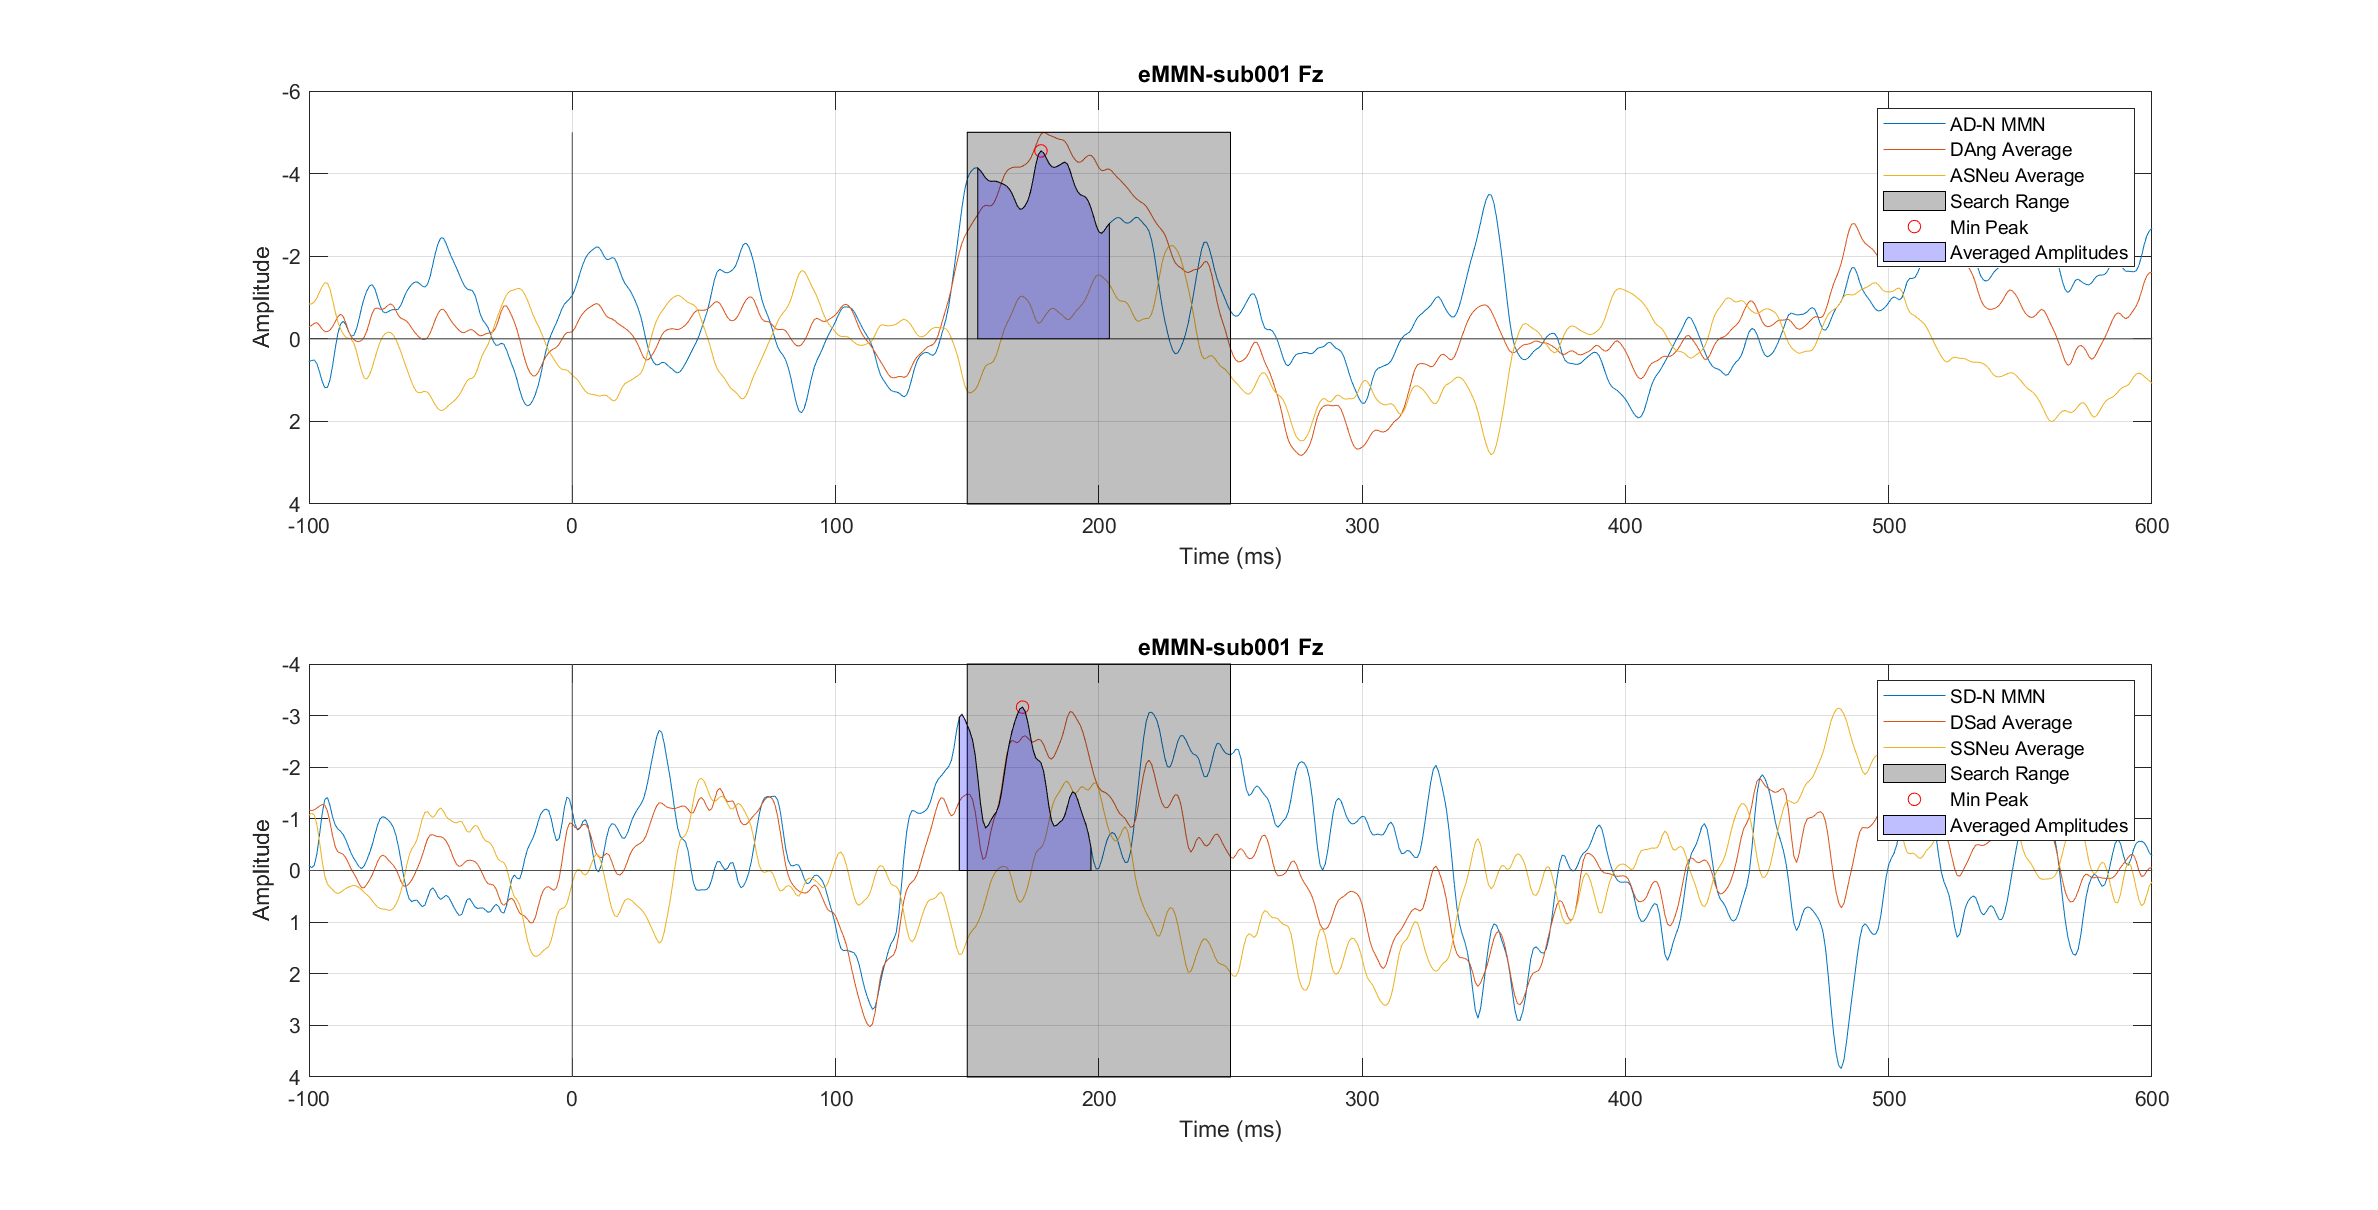 eMMN-sub001 Fz
-6
-4
-2
0
2
4
Amplitude
-100 0 100 200 300 400 500 600
Time (ms)
AD-N MMN
DAng Average
ASNeu Average
Search Range
Min Peak
Averaged Amplitudes
eMMN-sub001 Fz
-4
-3
-2
-1
0
1
2
3
4
Amplitude
-100 0 100 200 300 400 500 600
Time (ms)
SD-N MMN
DSad Average
SSNeu Average
Search Range
Min Peak
Averaged Amplitudes